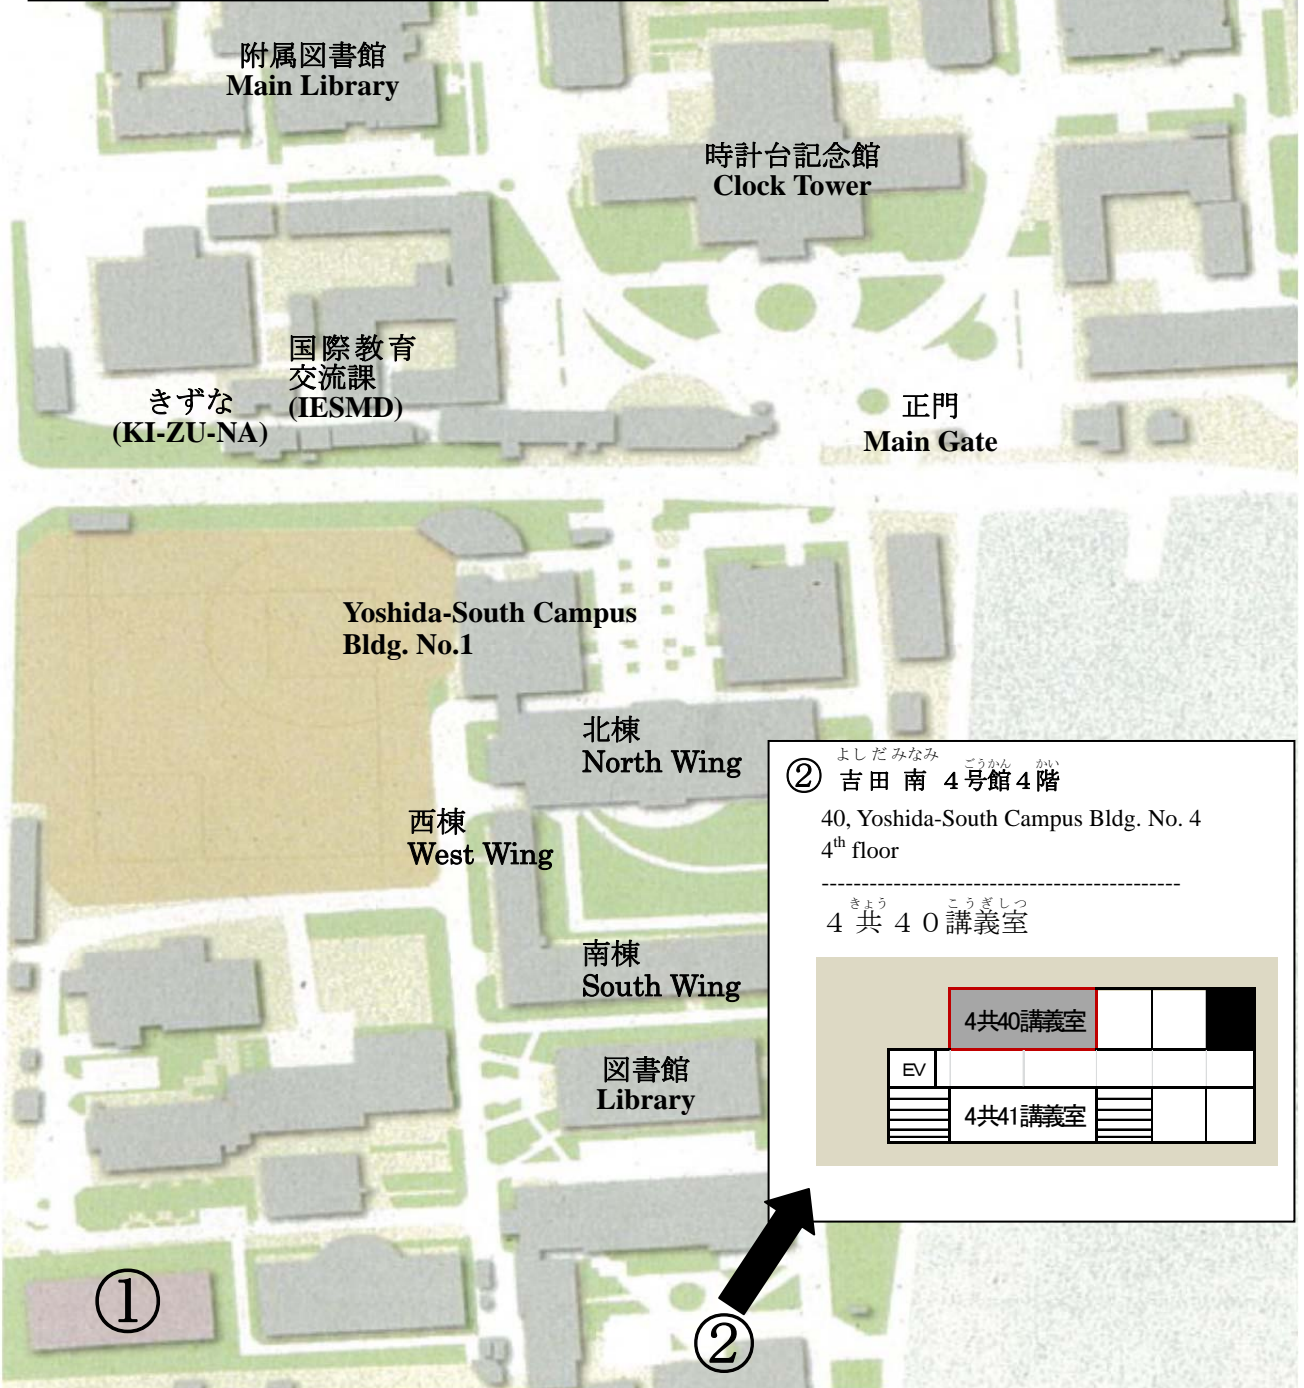 附属図書館
Main Library
時計台記念館
Clock Tower
国際教育
交流課
(IESMD)
きずな
(KI-ZU-NA)
正門
Main Gate
Yoshida-South Campus
Bldg. No.1
北棟
North Wing
西棟
West Wing
南棟
South Wing
図書館
Library
①
②
② 吉田南 4号館4階
よしだみなみ ごうかん かい
40, Yoshida-South Campus Bldg. No. 4
4th floor
---------------------------------------------
きょう こうぎしつ
4共40講義室
4共40講義室
EV
4共41講義室